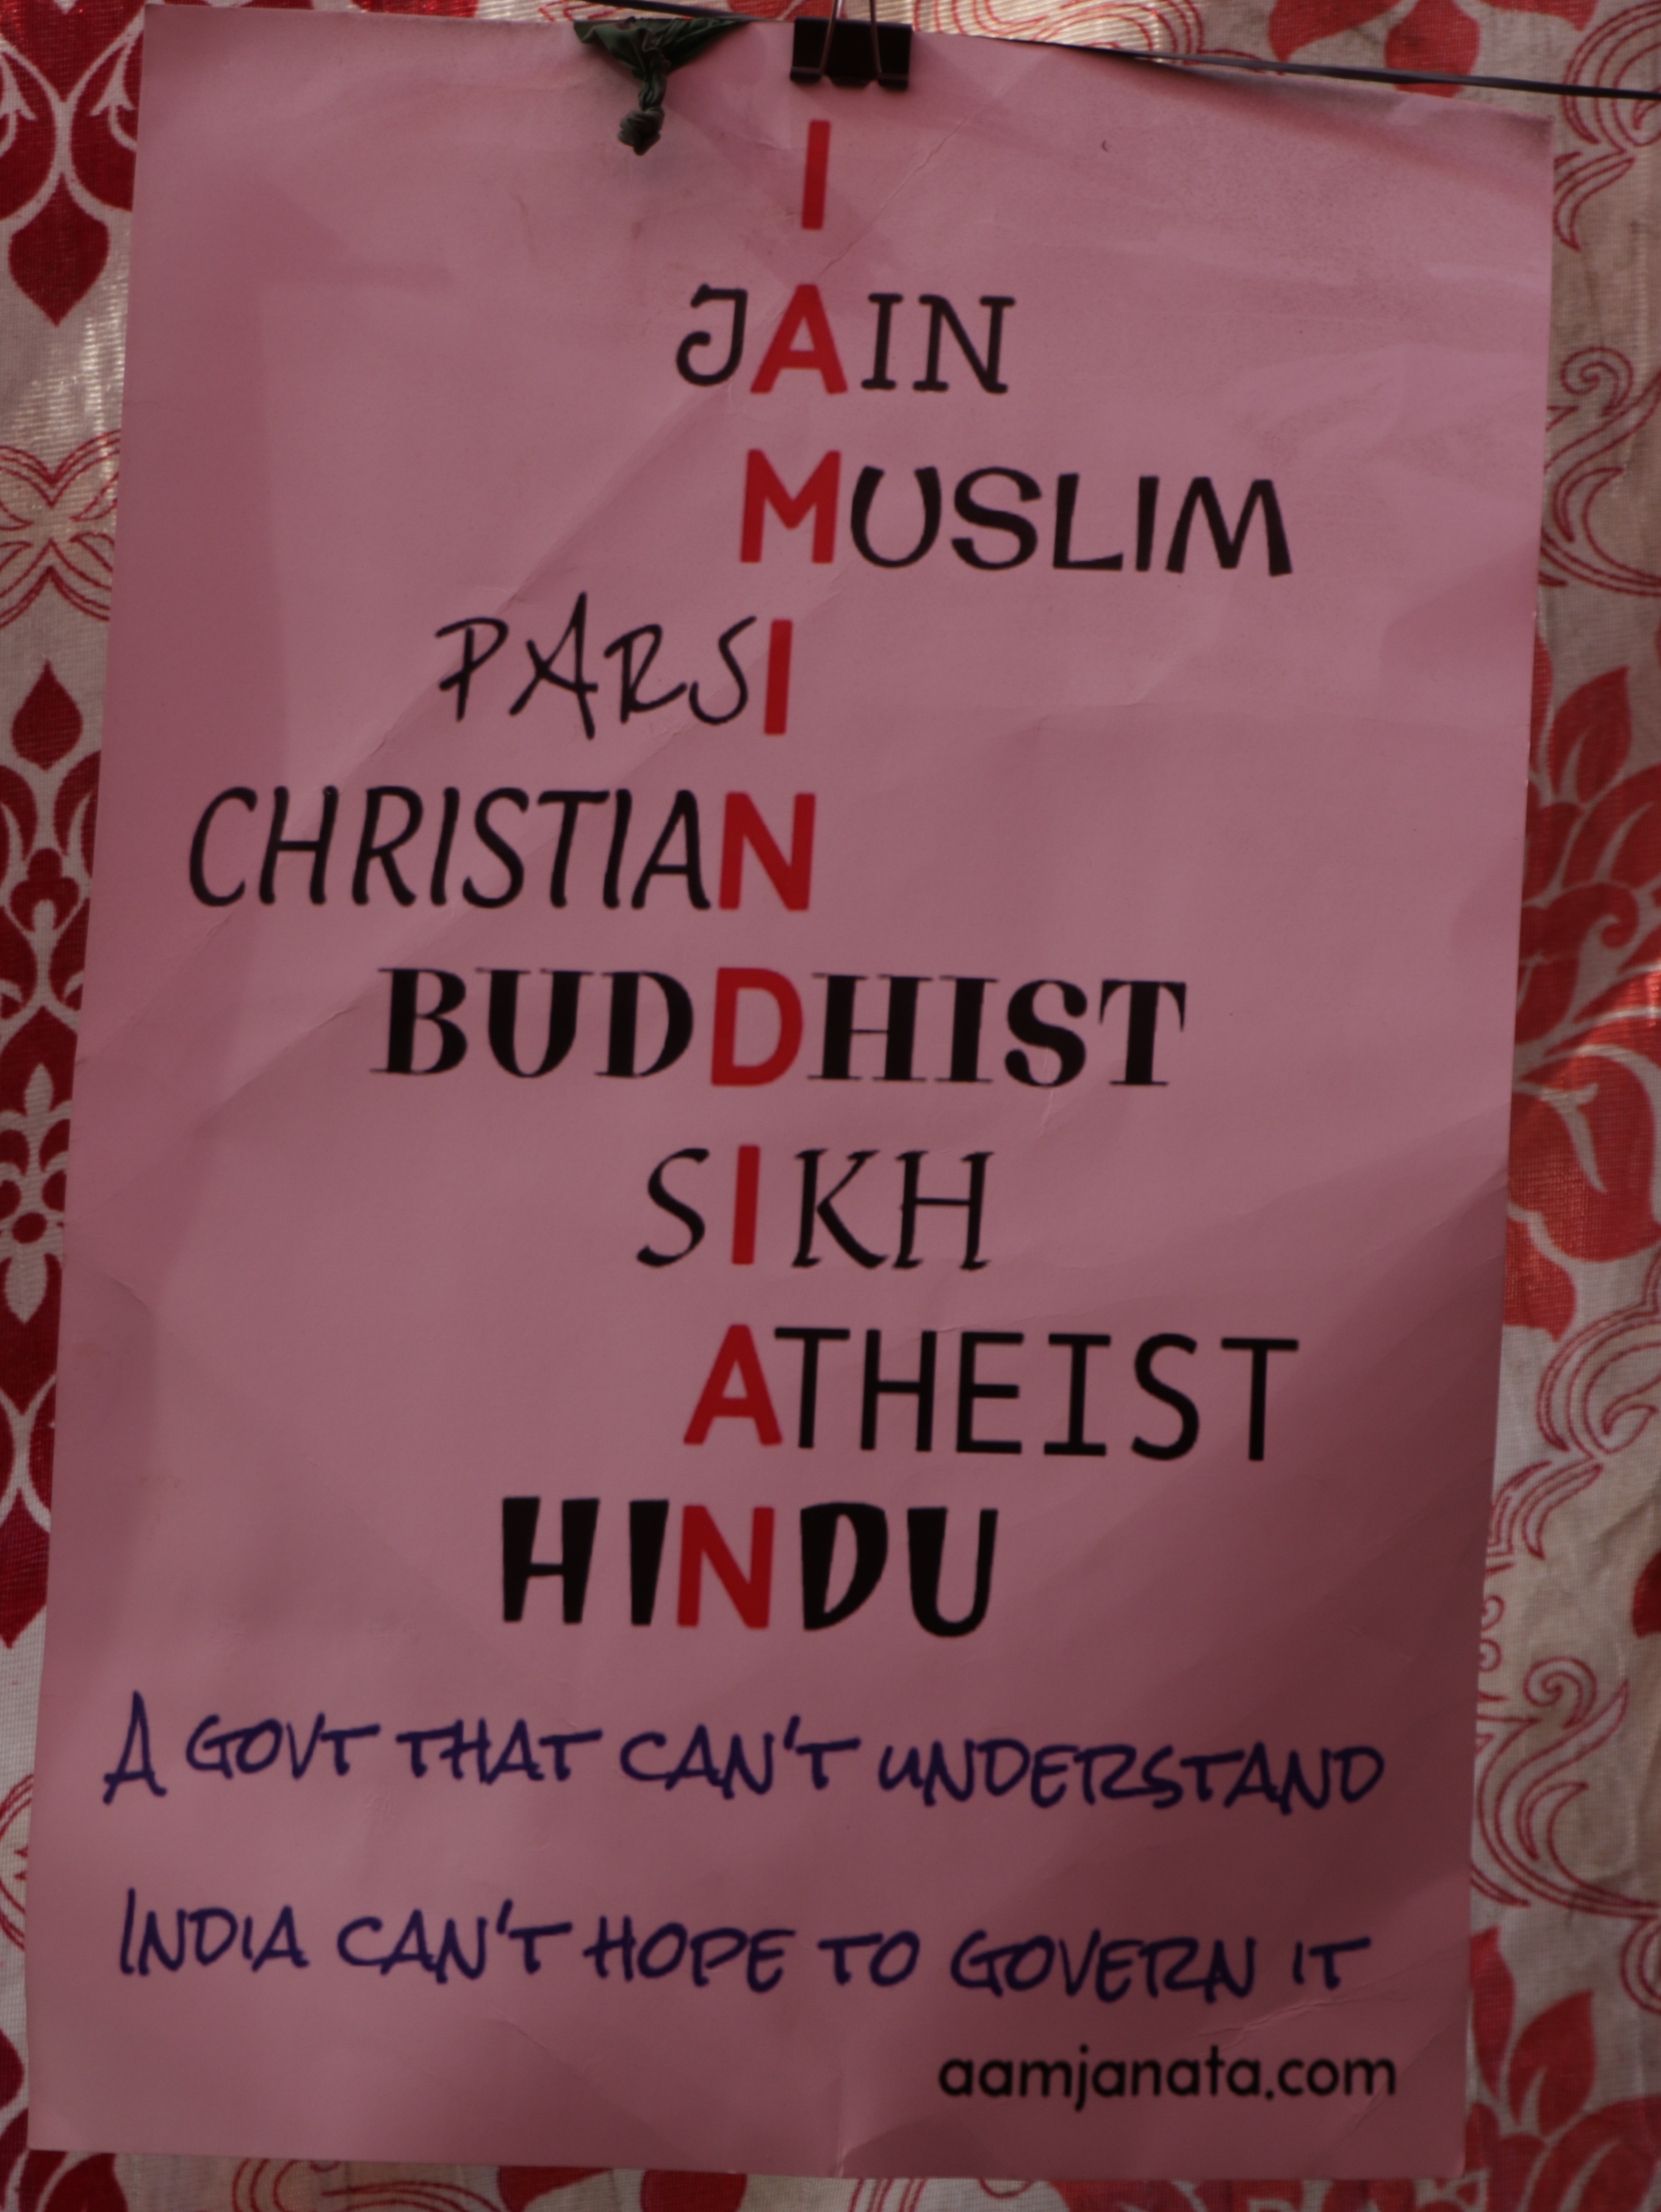 I
JAIN
MUSLIM
PARSI
CHRISTIAN
BUDDHIST
SIKH
ATHEIST
HINDU
A GOVT THAT CAN'T UNDERSTAND
INDIA CAN'T HOPE TO GOVERN IT
aamjanata.com